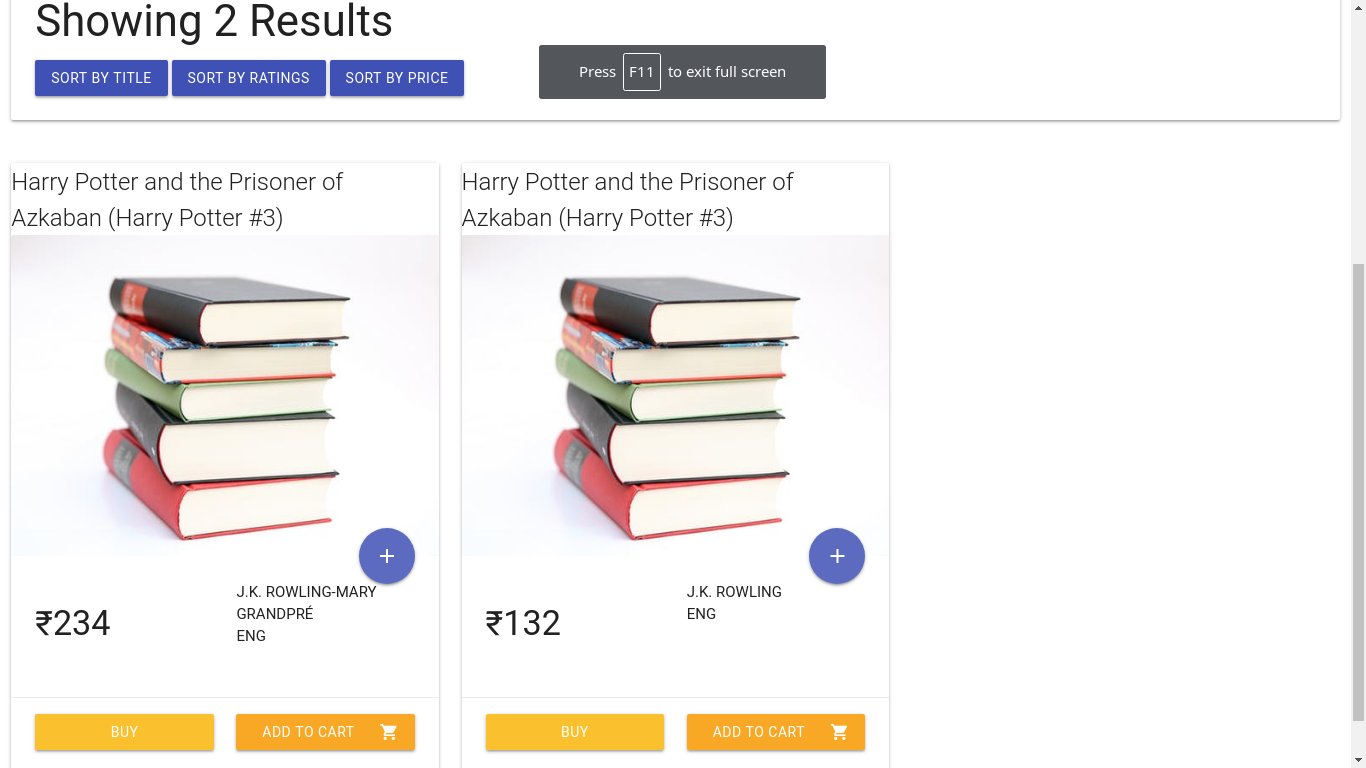 Showing 2 Results
SORT BY TITLE SORT BY RATINGS SORT BY PRICE
Press F11 to exit full screen
Harry Potter and the Prisoner of
Azkaban (Harry Potter #3)
+
J.K. ROWLING-MARY
GRANDPRÉ
ENG
₹234
BUY ADD TO CART
Harry Potter and the Prisoner of
Azkaban (Harry Potter #3)
+
J.K. ROWLING
ENG
₹132
BUY ADD TO CART